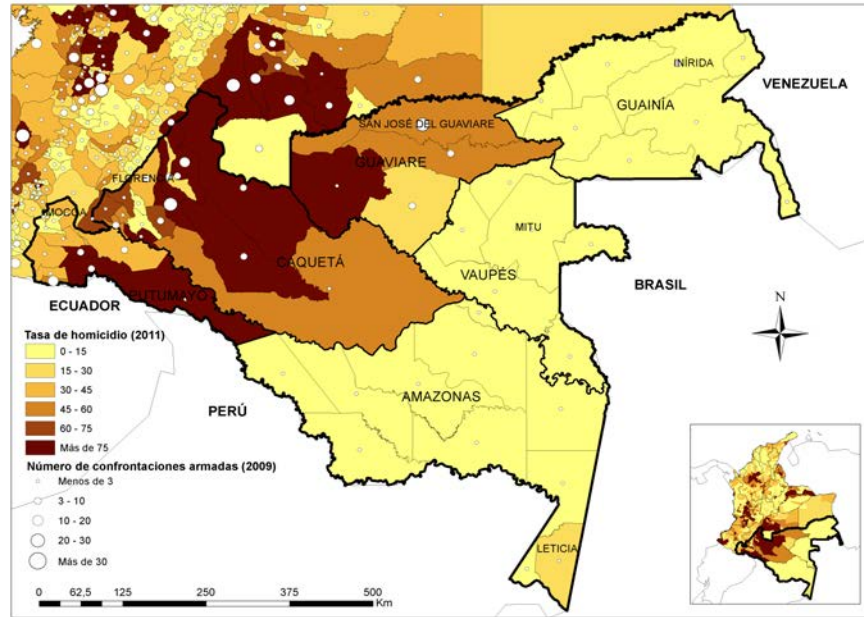 INÍRIDA
VENEZUELA
GUAINÍA
SAN JOSÉ DEL GUAVIARE
GUAVIARE
FLORENCIA
MOCOA
MITU
CAQUETÁ
VAUPÉS
BRASIL
ECUADOR
PUTUMAYO
N
Tasa de homicidio (2011)
0 - 15
15 - 30
30 - 45
45 - 60
60 - 75
Más de 75
PERÚ
AMAZONAS
Número de confrontaciones armadas (2009)
Menos de 3
3 - 10
10 - 20
20 - 30
Más de 30
LETICIA
0 62,5 125 250 375 500
Km